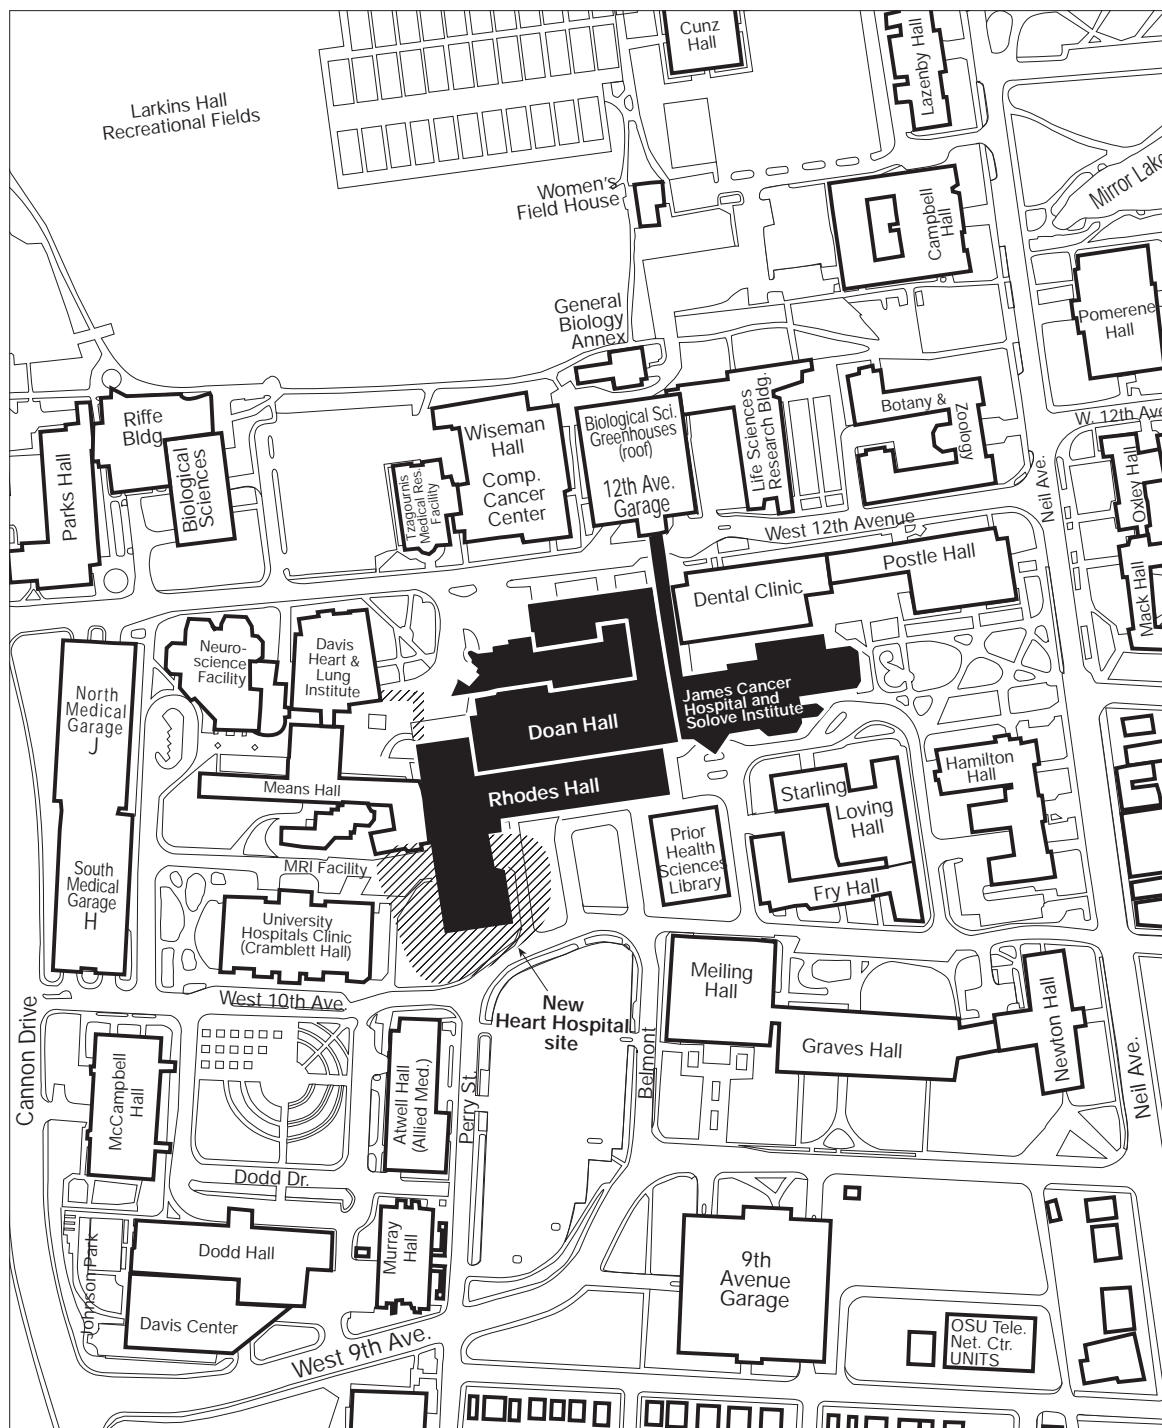 Cunz
Hall
Lazenby Hall
Larkins Hall
Recreational Fields
Mirror Lake
Women's
Field House
Campbell
Hall
General
Biology
Annex
Pomerene
Hall
W. 12th Ave
Riffe
Bldg.
Biological
Sciences
Parks Hall
Wiseman
Hall
Comp.
Cancer
Center
Tzagournis
Medical Res.
Facility
Biological Sci.
Greenhouses
(roof)
12th Ave.
Garage
Life Sciences
Research Bldg.
Botany &
Zoology
Neil Ave.
Oxley Hall
West 12th Avenue
Postle Hall
Mack Hall
Dental Clinic
Neuro-
science
Facility
Davis
Heart &
Lung
Institute
North
Medical
Garage
J
James Cancer
Hospital and
Solove Institute
Doan Hall
Rhodes Hall
Means Hall
Hamilton
Hall
Starling
Loving
Hall
Prior
Health
Sciences
Library
Fry Hall
MRI Facility
South
Medical
Garage
H
University
Hospitals Clinic
(Cramblett Hall)
Meiling
Hall
West 10th Ave.
New
Heart Hospital
site
Cannon Drive
McCampbell
Hall
Atwell Hall
(Allied Med.)
Perry St.
Belmont
Graves Hall
Newton Hall
Neil Ave.
Dodd Dr.
Johnson Park
Dodd Hall
Murray
Hall
Davis Center
9th
Avenue
Garage
West 9th Ave.
OSU Tele.
Net. Ctr.
UNITS